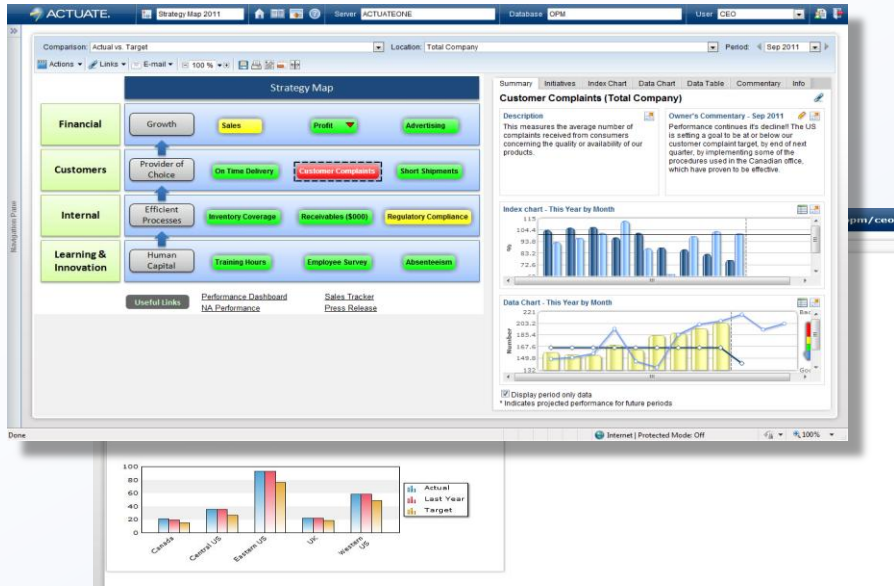 ACTUATE. Strategy Map 2011 Server ACTUATEONE Database OPM User CEO
Comparison: Actual vs. Target Location: Total Company Period: Sep 2011
Actions Links E-mail 100 %
Navigation Pane
Strategy Map
Financial Growth Sales Profit Advertising
Customers Provider of Choice On Time Delivery Customer Complaints Short Shipments
Internal Efficient Processes Inventory Coverage Receivables ($000) Regulatory Compliance
Learning & Innovation Human Capital Training Hours Employee Survey Absenteeism
Useful Links Performance Dashboard Sales Tracker
NA Performance Press Release
Summary Initiatives Index Chart Data Chart Data Table Commentary Info
Customer Complaints (Total Company)
Description
This measures the average number of
complaints received from consumers
concerning the quality or availability of our
products.
Owner's Commentary - Sep 2011
Performance continues it's decline!! The US
is setting a goal to be at or below our
customer complaint target, by end of next
quarter, by implementing some of the
procedures used in the Canadian office,
which have proven to be effective.
Index chart - This Year by Month
115
104.4
93.8
83.2
72.6
%
Data Chart - This Year by Month
221
203.2
185.4
167.6
149.8
132
Number
Display period only data
* Indicates projected performance for future periods
Done Internet | Protected Mode: Off 100%
pm/ceo
100
80
60
40
20
0
Canada Central US Eastern US UK Western US
Actual
Last Year
Target